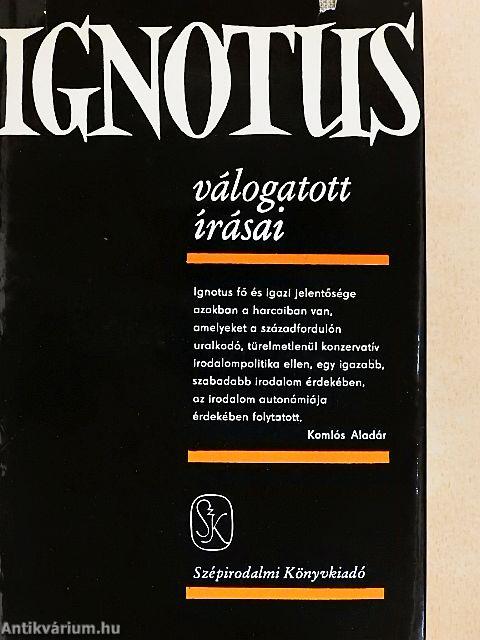 IGNOTUS
válogatott
írásai
Ignotus fő és igazi jelentősége
azokban a harcaiban van,
amelyeket a századfordulón
uralkodó, türelmetlenül konzervatív
irodalompolitika ellen, egy igazabb,
szabadabb irodalom érdekében,
az irodalom autonómiája
érdekében folytatott.
Komlós Aladár
SzK
Szépirodalmi Könyvkiadó
Antikvárium.hu